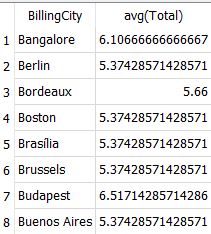 BillingCity avg(Total)
1 Bangalore 6.10666666666667
2 Berlin 5.37428571428571
3 Bordeaux 5.66
4 Boston 5.37428571428571
5 Brasília 5.37428571428571
6 Brussels 5.37428571428571
7 Budapest 6.51714285714286
8 Buenos Aires 5.37428571428571